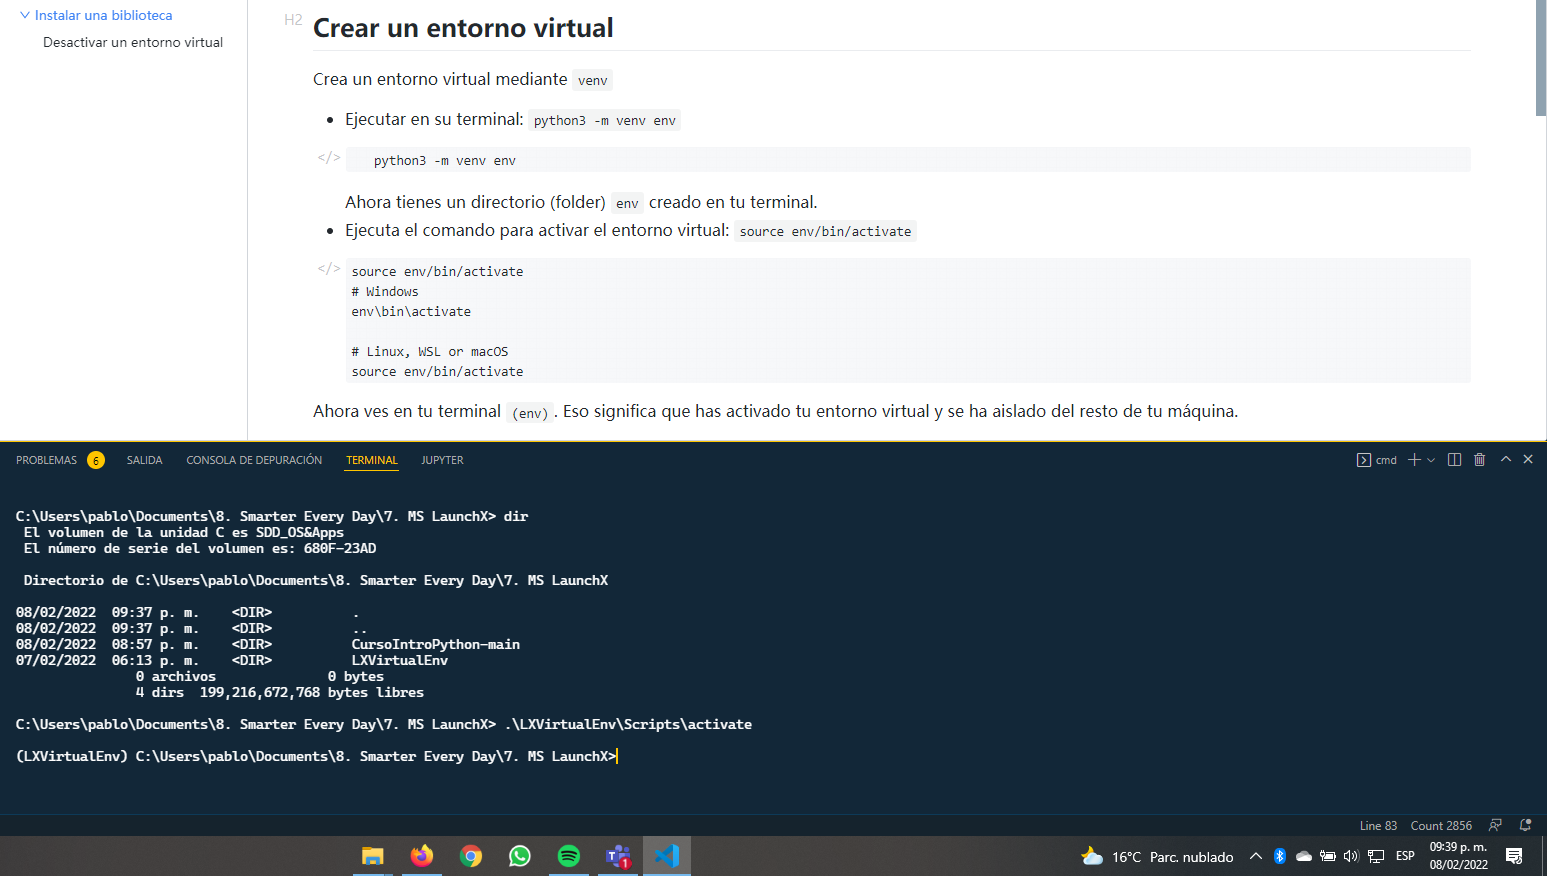 Instalar una biblioteca
Desactivar un entorno virtual
H2 Crear un entorno virtual
Crea un entorno virtual mediante venv
• Ejecutar en su terminal: python3 -m venv env
</> python3 -m venv env
Ahora tienes un directorio (folder) env creado en tu terminal.
• Ejecuta el comando para activar el entorno virtual: source env/bin/activate
</> source env/bin/activate
# Windows
env\bin\activate
# Linux, WSL or macOS
source env/bin/activate
Ahora ves en tu terminal (env). Eso significa que has activado tu entorno virtual y se ha aislado del resto de tu máquina.
PROBLEMAS 6 SALIDA CONSOLA DE DEPURACIÓN TERMINAL JUPYTER cmd
C:\Users\pablo\Documents\8. Smarter Every Day\7. MS LaunchX> dir
El volumen de la unidad C es SDD_OS&Apps
El número de serie del volumen es: 680F-23AD
Directorio de C:\Users\pablo\Documents\8. Smarter Every Day\7. MS LaunchX
08/02/2022 09:37 p. m. <DIR> .
08/02/2022 09:37 p. m. <DIR> ..
08/02/2022 08:57 p. m. <DIR> CursoIntroPython-main
07/02/2022 06:13 p. m. <DIR> LXVirtualEnv
0 archivos 0 bytes
4 dirs 199,216,672,768 bytes libres
C:\Users\pablo\Documents\8. Smarter Every Day\7. MS LaunchX> .\LXVirtualEnv\Scripts\activate
(LXVirtualEnv) C:\Users\pablo\Documents\8. Smarter Every Day\7. MS LaunchX>
Line 83 Count 2856
16°C Parc. nublado ESP 09:39 p. m.
08/02/2022